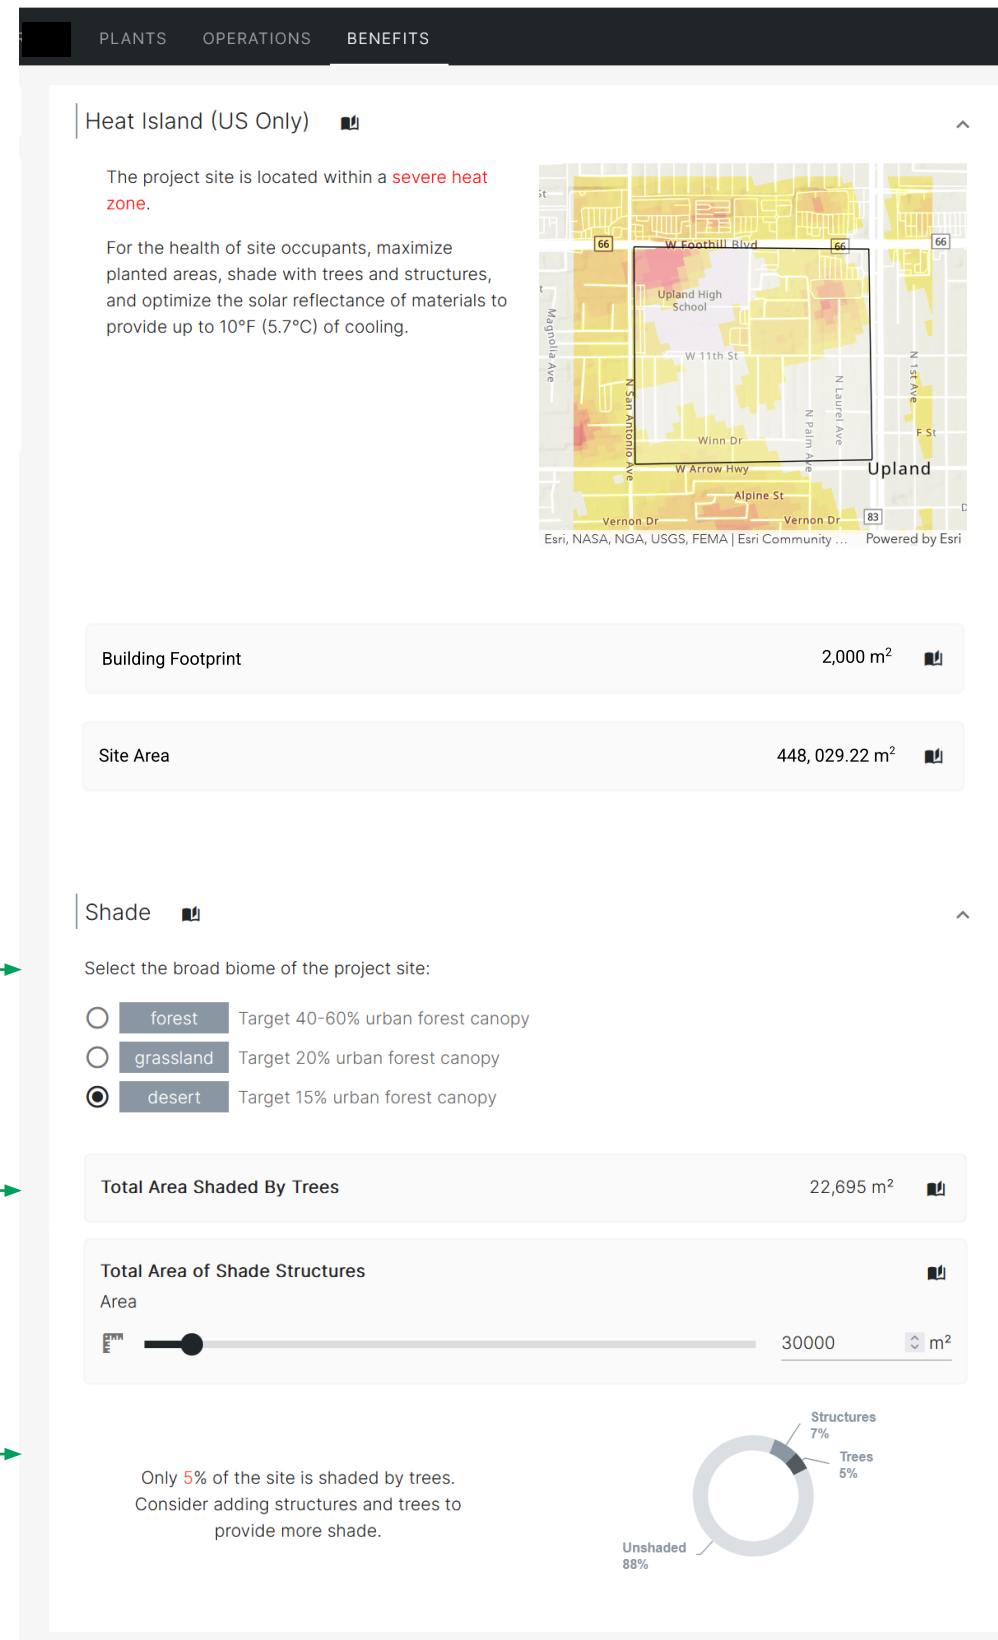 PLANTS OPERATIONS BENEFITS
Heat Island (US Only)
The project site is located within a severe heat
zone.
For the health of site occupants, maximize
planted areas, shade with trees and structures,
and optimize the solar reflectance of materials to
provide up to 10°F (5.7°C) of cooling.
St
66
W Foothill Blvd
66
66
t
Upland High
School
Magnolia Ave
W 11th St
N San Antonio Ave
N Laurel Ave
N Palm Ave
N 1st Ave
F St
Winn Dr
W Arrow Hwy
Upland
Alpine St
D
Vernon Dr
Vernon Dr
83
Esri, NASA, NGA, USGS, FEMA | Esri Community ... Powered by Esri
Building Footprint 2,000 m²
Site Area 448, 029.22 m²
Shade
Select the broad biome of the project site:
forest Target 40-60% urban forest canopy
grassland Target 20% urban forest canopy
desert Target 15% urban forest canopy
Total Area Shaded By Trees 22,695 m²
Total Area of Shade Structures
Area
30000 m²
Only 5% of the site is shaded by trees.
Consider adding structures and trees to
provide more shade.
Structures
7%
Trees
5%
Unshaded
88%